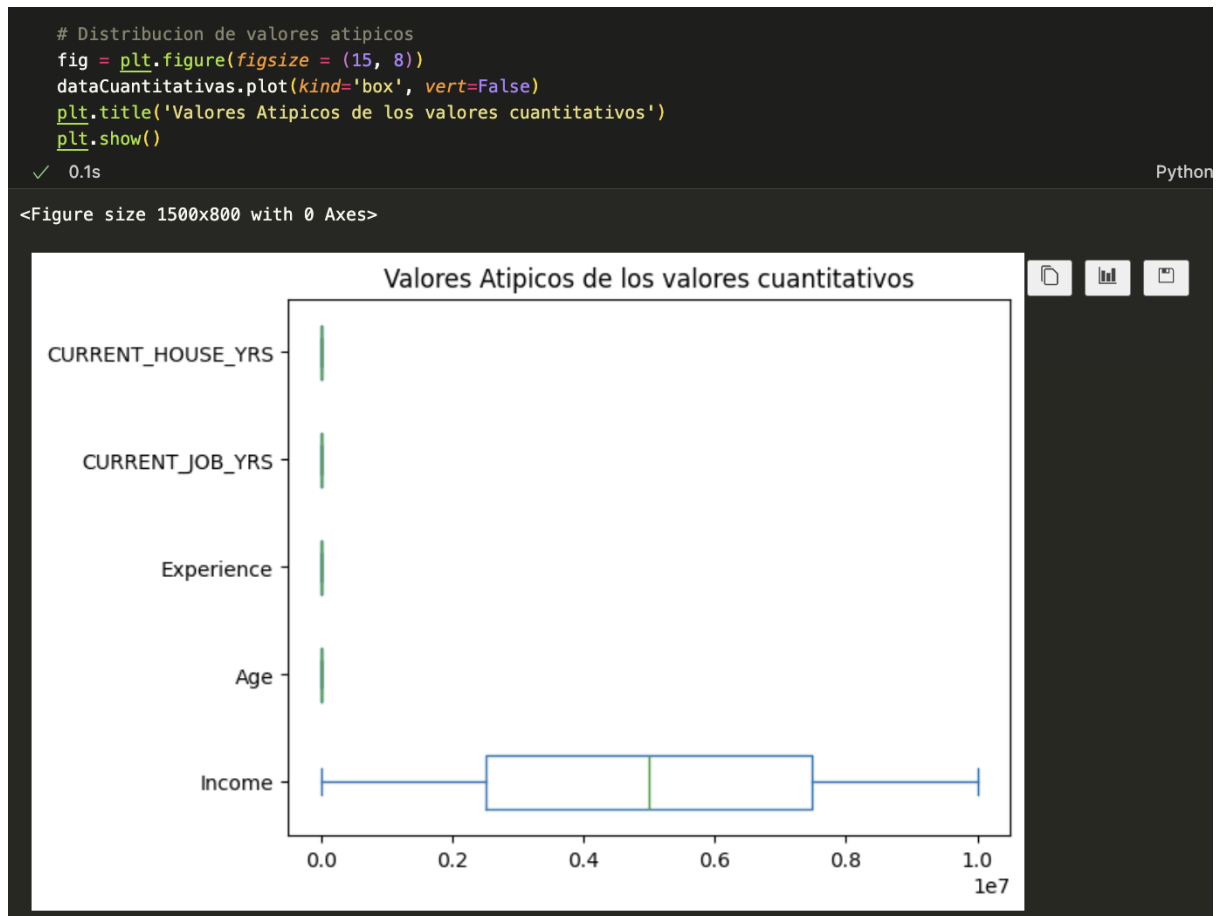 # Distribucion de valores atipicos
fig = plt.figure(figsize = (15, 8))
dataCuantitativas.plot(kind='box', vert=False)
plt.title('Valores Atipicos de los valores cuantitativos')
plt.show()
✓ 0.1s
Python
<Figure size 1500x800 with 0 Axes>
Valores Atipicos de los valores cuantitativos
CURRENT_HOUSE_YRS
CURRENT_JOB_YRS
Experience
Age
Income
0.0 0.2 0.4 0.6 0.8 1.0
1e7